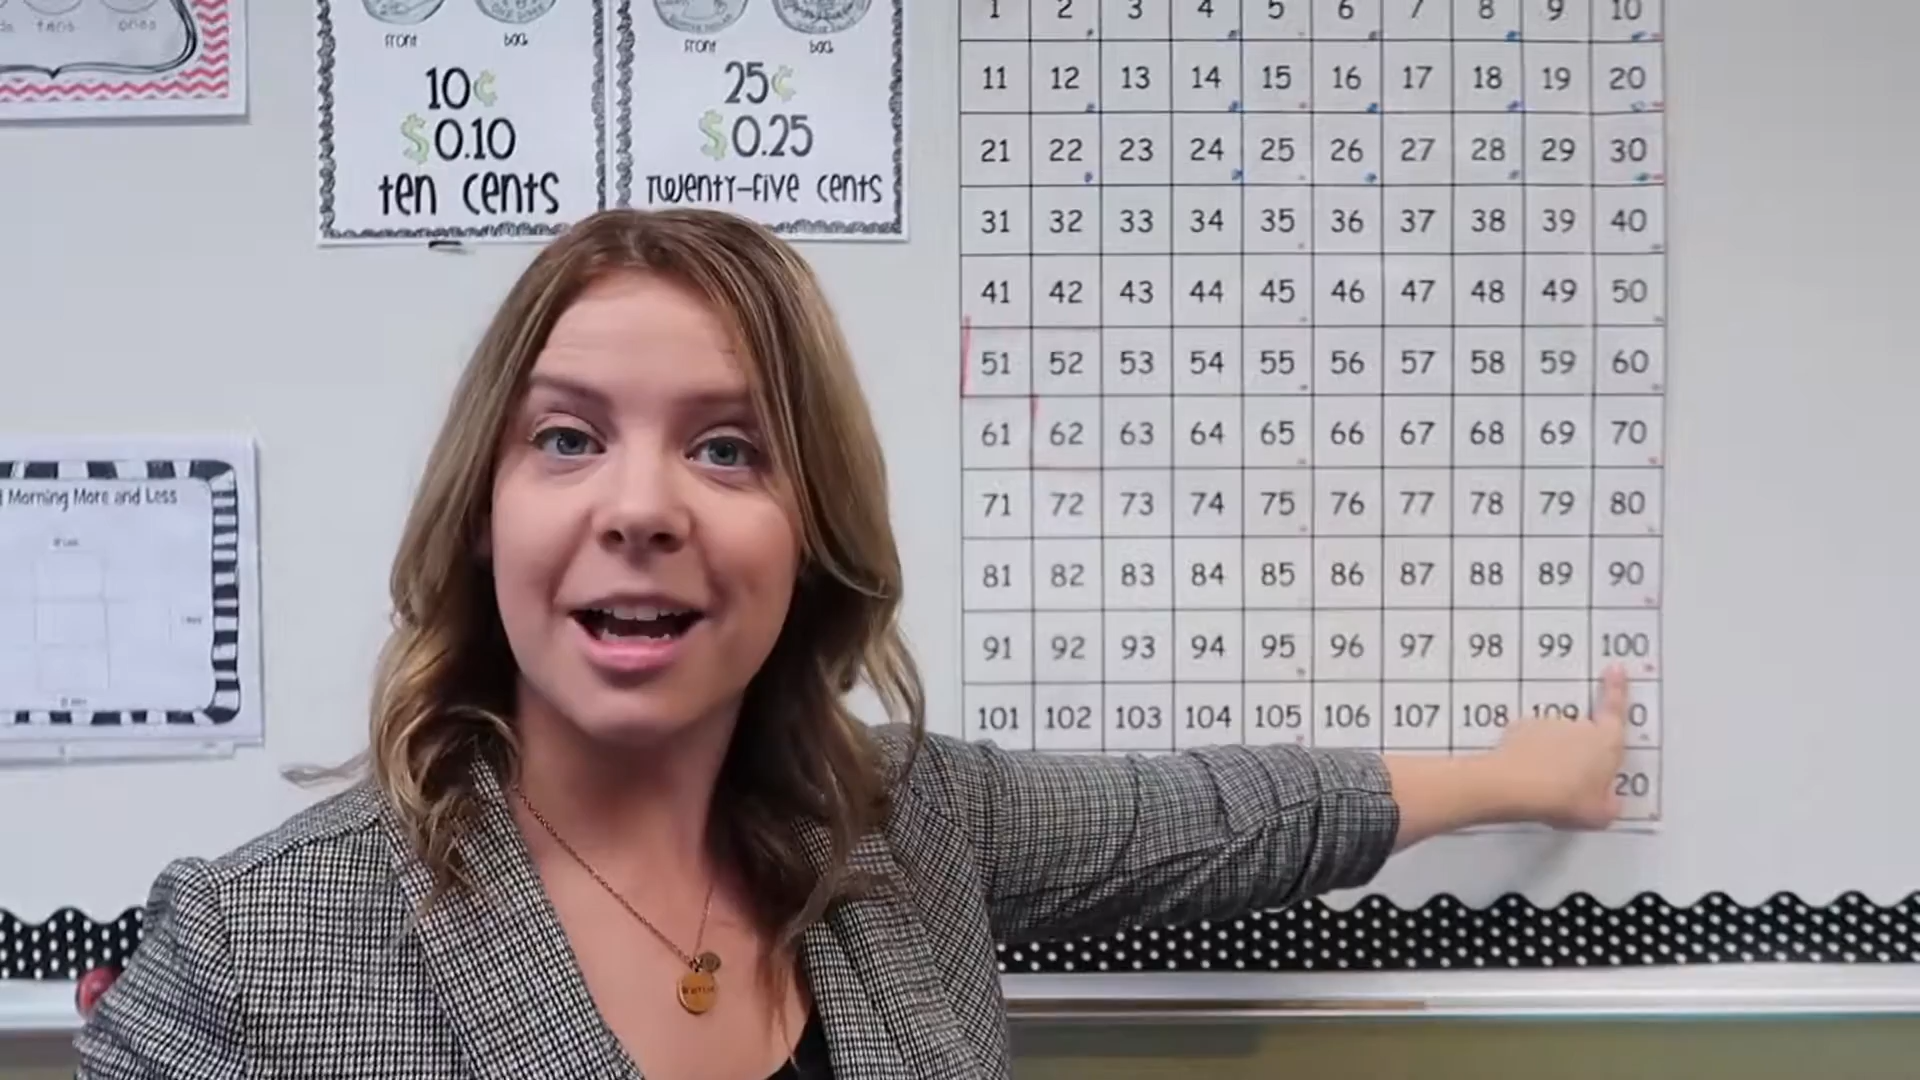 tens ones
front back
10¢
$0.10
ten cents
front back
25¢
$0.25
Twenty-five cents
Morning More and Less
1 2 3 4 5 6 7 8 9 10
11 12 13 14 15 16 17 18 19 20
21 22 23 24 25 26 27 28 29 30
31 32 33 34 35 36 37 38 39 40
41 42 43 44 45 46 47 48 49 50
51 52 53 54 55 56 57 58 59 60
61 62 63 64 65 66 67 68 69 70
71 72 73 74 75 76 77 78 79 80
81 82 83 84 85 86 87 88 89 90
91 92 93 94 95 96 97 98 99 100
101 102 103 104 105 106 107 108 109 0
20